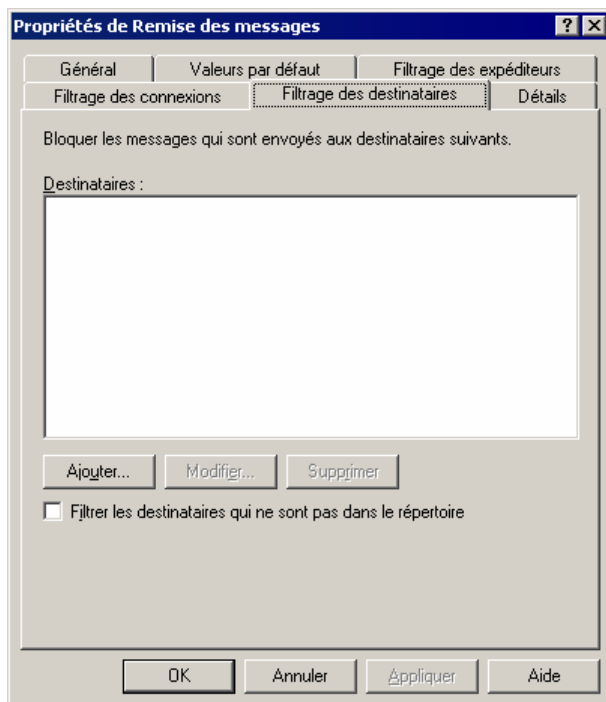 Propriétés de Remise des messages
Général
Valeurs par défaut
Filtrage des expéditeurs
Filtrage des connexions
Filtrage des destinataires
Détails
Bloquer les messages qui sont envoyés aux destinataires suivants.
Destinataires :
Ajouter...
Modifier...
Supprimer
Filtrer les destinataires qui ne sont pas dans le répertoire
OK
Annuler
Appliquer
Aide